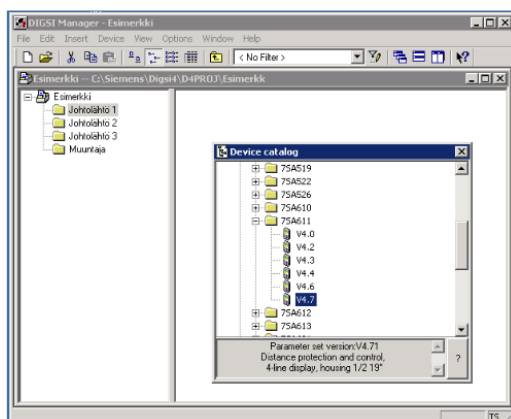 DIGSI Manager - Esimerkki
File Edit Insert Device View Options Window Help
< No Filter >
Esimerkki -- C:\Siemens\Digsi4\D4PROJ\Esimerkk
Esimerkki
Johtolähtö 1
Johtolähtö 2
Johtolähtö 3
Muuntaja
Device catalog
7SA519
7SA522
7SA526
7SA610
7SA611
V4.0
V4.2
V4.3
V4.4
V4.6
V4.7
7SA612
7SA613
Parameter set version:V4.71
Distance protection and control,
4-line display, housing 1/2 19"
?